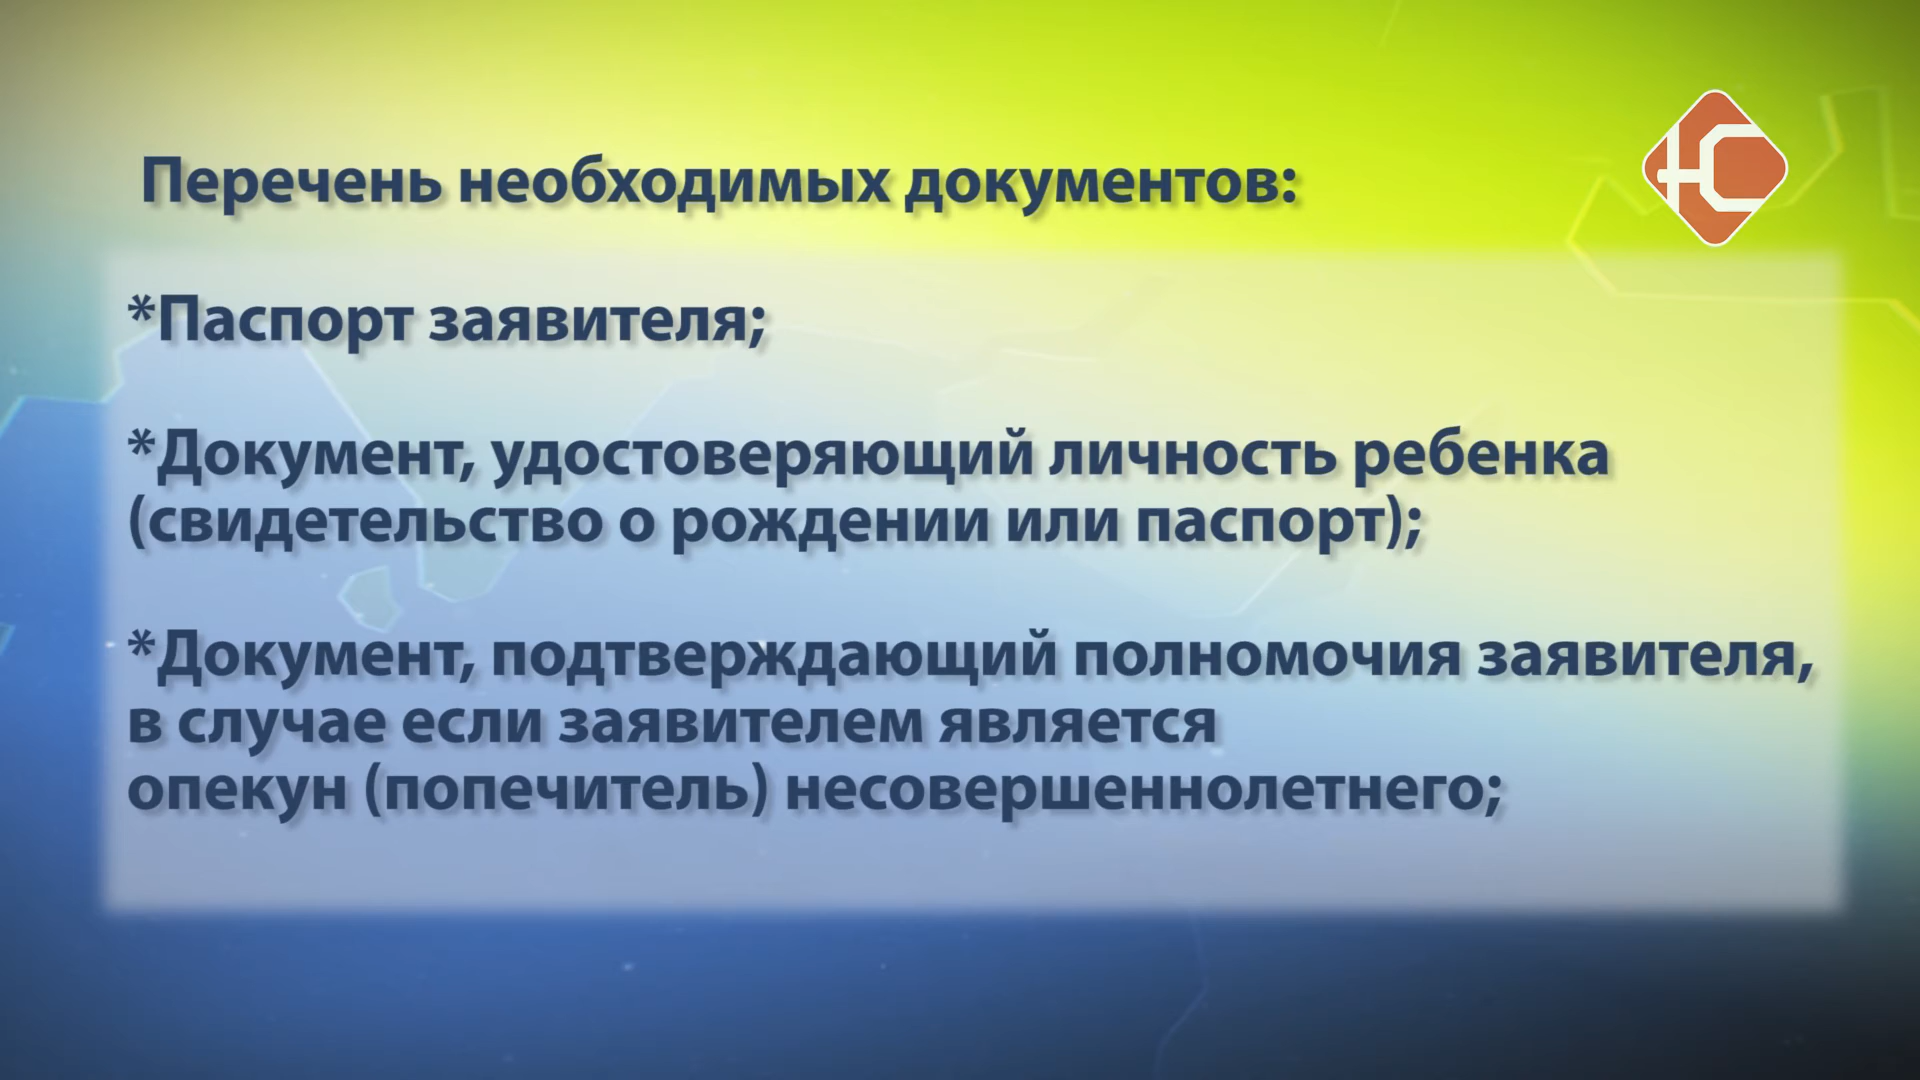 Перечень необходимых документов:
*Паспорт заявителя;
*Документ, удостоверяющий личность ребенка
(свидетельство о рождении или паспорт);
*Документ, подтверждающий полномочия заявителя,
в случае если заявителем является
опекун (попечитель) несовершеннолетнего;